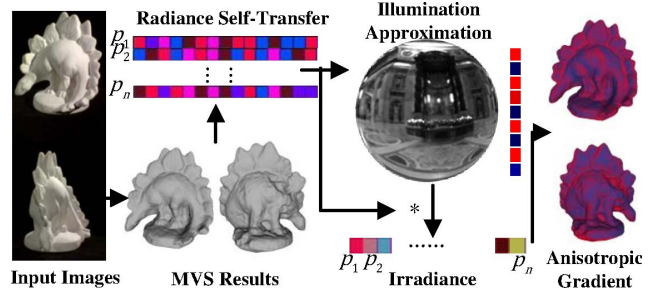 Radiance Self-Transfer
Illumination
Approximation
p1
p2
pn
*
p1 p2
pn
Input Images
MVS Results
Irradiance
Anisotropic
Gradient